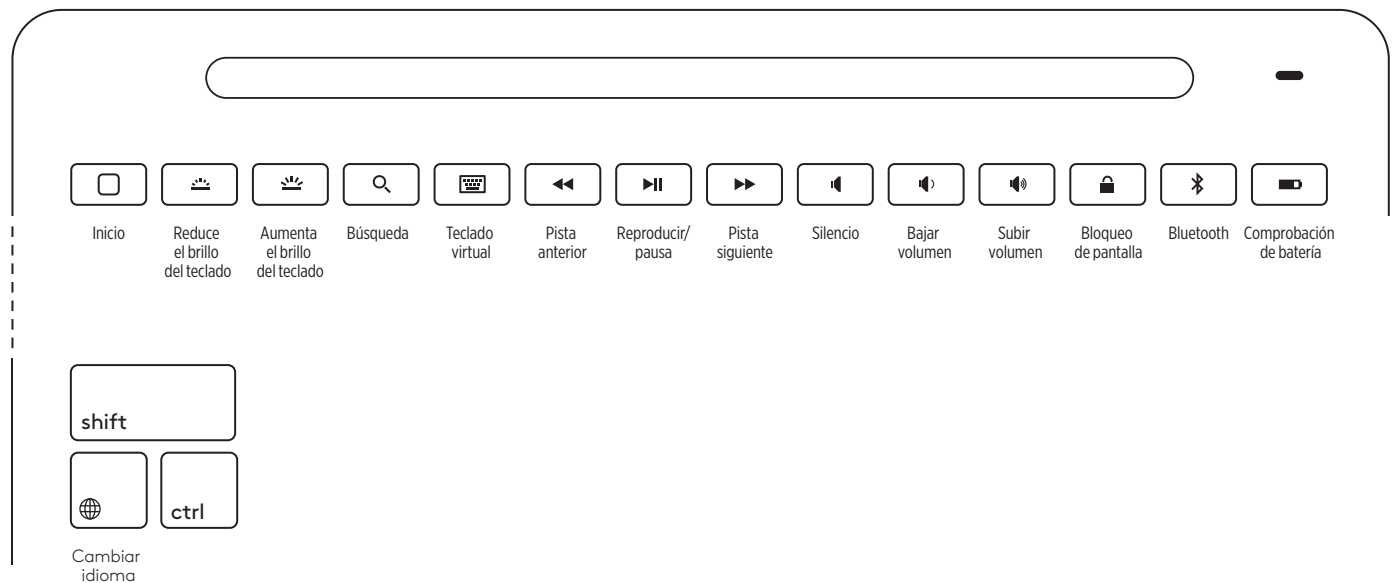 Inicio
Reduce
el brillo
del teclado
Aumenta
el brillo
del teclado
Búsqueda
Teclado
virtual
Pista
anterior
Reproducir/
pausa
Pista
siguiente
Silencio
Bajar
volumen
Subir
volumen
Bloqueo
de pantalla
Bluetooth
Comprobación
de batería
shift
ctrl
Cambiar
idioma